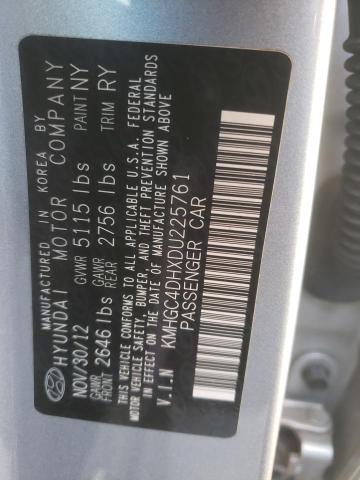 MANUFACTURED IN KOREA BY
HYUNDAI MOTOR COMPANY
NOV/30/12 GVWR 5115 lbs PAINT NY
GAWR FRONT 2646 lbs GAWR REAR 2756 lbs TRIM RY
THIS VEHICLE CONFORMS TO ALL APPLICABLE U.S.A. FEDERAL
MOTOR VEHICLE SAFETY, BUMPER, AND THEFT PREVENTION STANDARDS
IN EFFECT ON THE DATE OF MANUFACTURE SHOWN ABOVE
V.I.N KMHGC4DHXDU225761
PASSENGER CAR